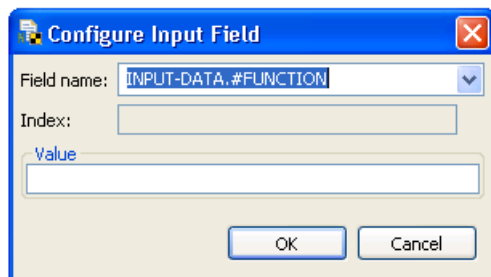 Configure Input Field
Field name: INPUT-DATA.#FUNCTION
Index:
Value
OK Cancel